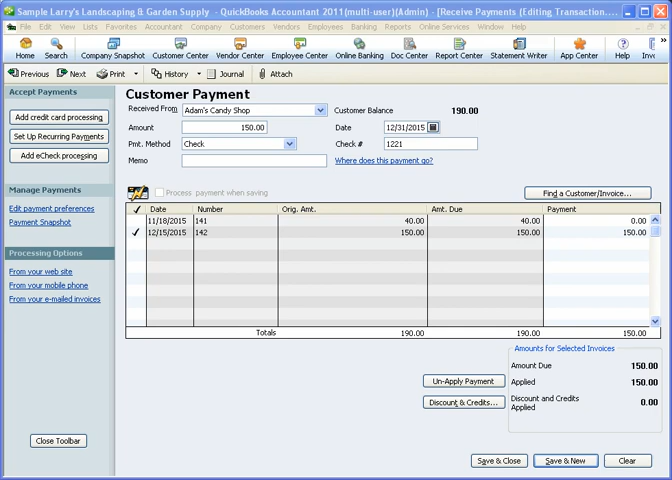 Sample Larry's Landscaping & Garden Supply - QuickBooks Accountant 2011(multi-user)(Admin) - [Receive Payments (Editing Transaction....
File Edit View Lists Favorites Accountant Company Customers Vendors Employees Banking Reports Online Services Window Help
Home Search Company Snapshot Customer Center Vendor Center Employee Center Online Banking Doc Center Report Center Statement Writer App Center Help Invc
Previous Next Print History Journal Attach
Accept Payments
Add credit card processing
Set Up Recurring Payments
Add eCheck processing
Manage Payments
Edit payment preferences
Payment Snapshot
Processing Options
From your web site
From your mobile phone
From your e-mailed invoices
Close Toolbar
Customer Payment
Received From Adam's Candy Shop Customer Balance 190.00
Amount 150.00 Date 12/31/2015
Pmt. Method Check Check # 1221
Memo Where does this payment go?
Process payment when saving Find a Customer/Invoice...
Date Number Orig. Amt. Amt. Due Payment
11/18/2015 141 40.00 40.00 0.00
12/15/2015 142 150.00 150.00 150.00
Totals 190.00 190.00 150.00
Amounts for Selected Invoices
Amount Due 150.00
Un-Apply Payment Applied 150.00
Discount & Credits... Discount and Credits Applied 0.00
Save & Close Save & New Clear